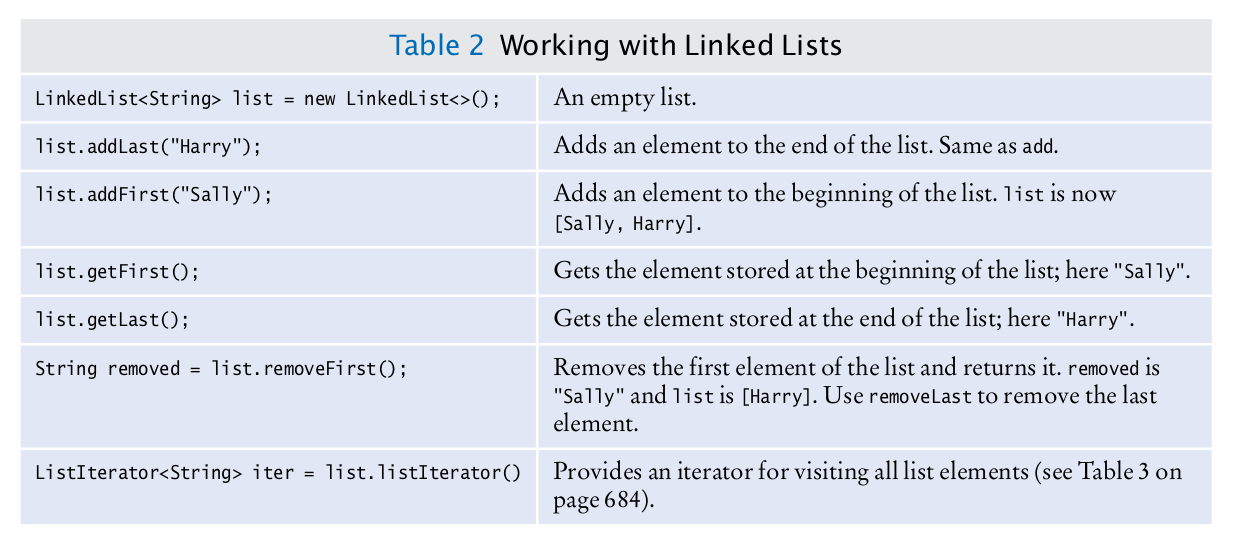 Table 2 Working with Linked Lists
LinkedList<String> list = new LinkedList<>();
An empty list.
list.addLast("Harry");
Adds an element to the end of the list. Same as add.
list.addFirst("Sally");
Adds an element to the beginning of the list. list is now
[Sally, Harry].
list.getFirst();
Gets the element stored at the beginning of the list; here "Sally".
list.getLast();
Gets the element stored at the end of the list; here "Harry".
String removed = list.removeFirst();
Removes the first element of the list and returns it. removed is
"Sally" and list is [Harry]. Use removeLast to remove the last
element.
ListIterator<String> iter = list.listIterator()
Provides an iterator for visiting all list elements (see Table 3 on
page 684).